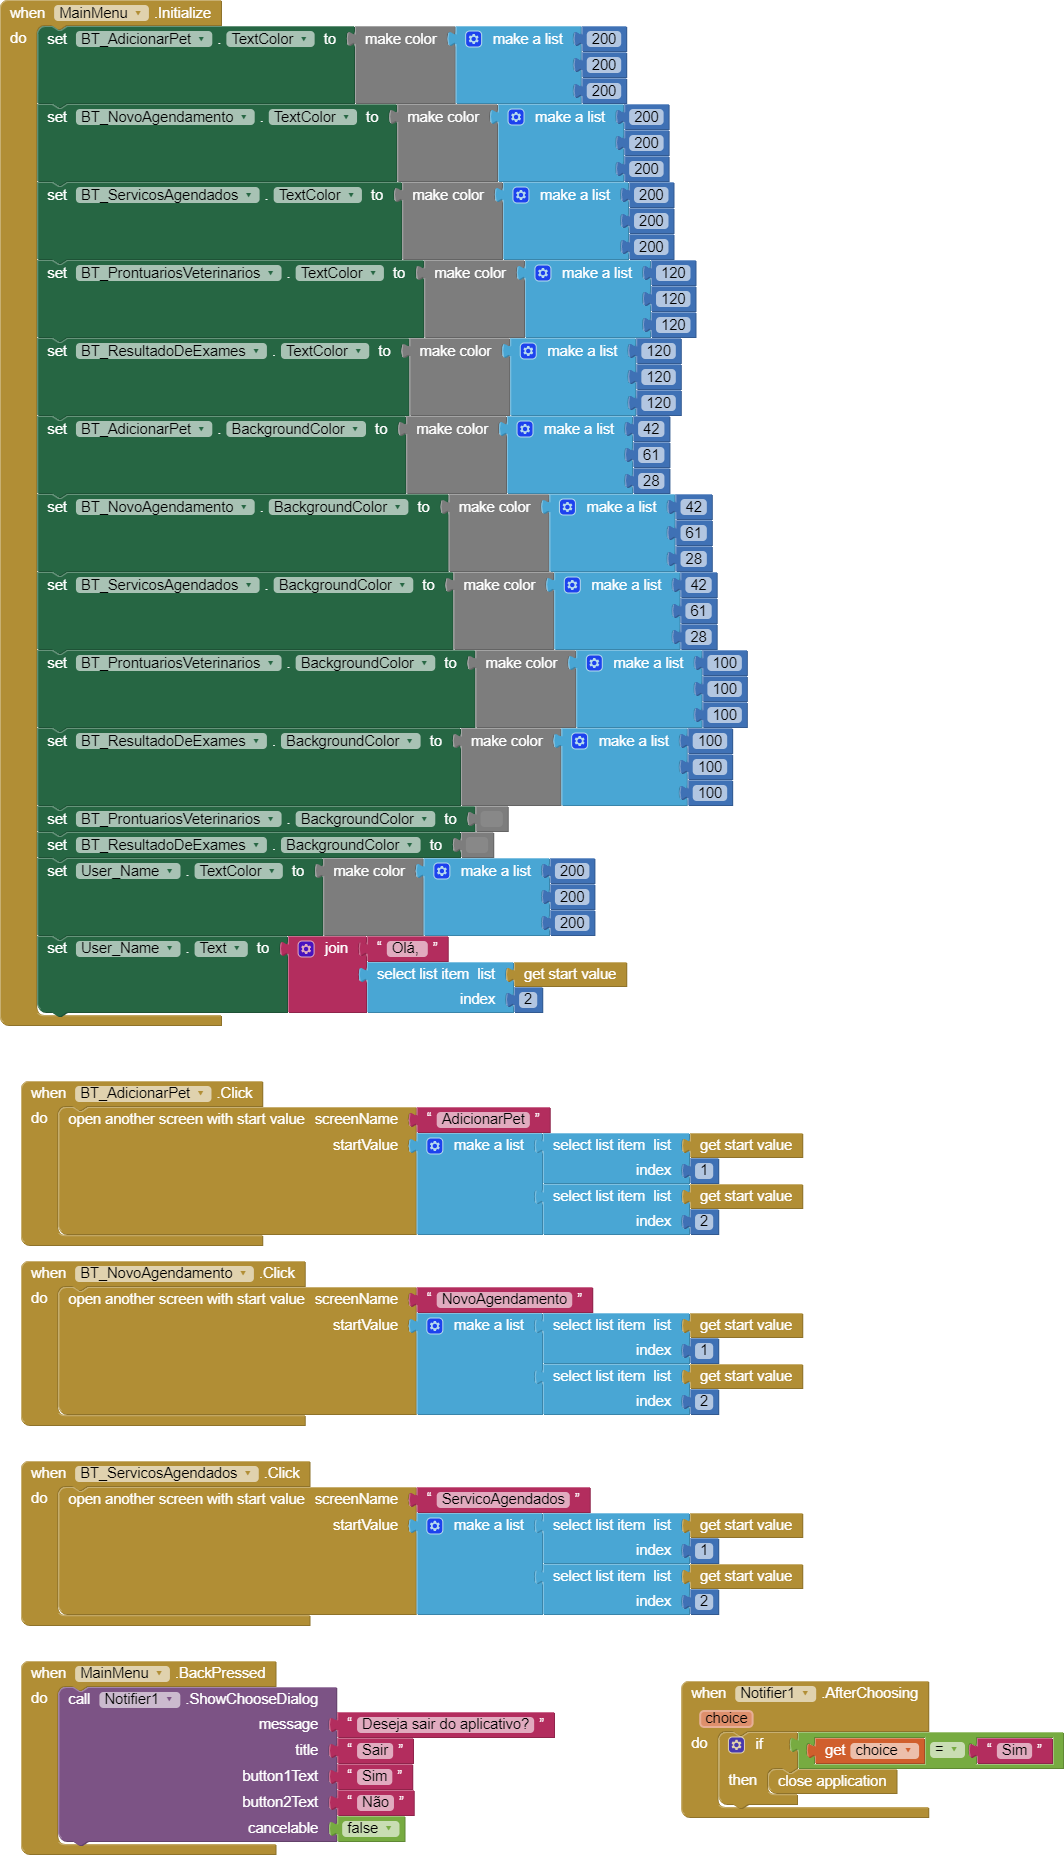 when MainMenu .Initialize
do set BT_AdicionarPet . TextColor to make color make a list 200
200
200
set BT_NovoAgendamento . TextColor to make color make a list 200
200
200
set BT_ServicosAgendados . TextColor to make color make a list 200
200
200
set BT_ProntuariosVeterinarios . TextColor to make color make a list 120
120
120
set BT_ResultadoDeExames . TextColor to make color make a list 120
120
120
set BT_AdicionarPet . BackgroundColor to make color make a list 42
61
28
set BT_NovoAgendamento . BackgroundColor to make color make a list 42
61
28
set BT_ServicosAgendados . BackgroundColor to make color make a list 42
61
28
set BT_ProntuariosVeterinarios . BackgroundColor to make color make a list 100
100
100
set BT_ResultadoDeExames . BackgroundColor to make color make a list 100
100
100
set BT_ProntuariosVeterinarios . BackgroundColor to
set BT_ResultadoDeExames . BackgroundColor to
set User_Name . TextColor to make color make a list 200
200
200
set User_Name . Text to join “ Olá, ”
select list item list get start value
index 2
when BT_AdicionarPet .Click
do open another screen with start value screenName “ AdicionarPet ”
startValue make a list select list item list get start value
index 1
select list item list get start value
index 2
when BT_NovoAgendamento .Click
do open another screen with start value screenName “ NovoAgendamento ”
startValue make a list select list item list get start value
index 1
select list item list get start value
index 2
when BT_ServicosAgendados .Click
do open another screen with start value screenName “ ServicoAgendados ”
startValue make a list select list item list get start value
index 1
select list item list get start value
index 2
when MainMenu .BackPressed
do call Notifier1 .ShowChooseDialog
message “ Deseja sair do aplicativo? ”
title “ Sair ”
button1Text “ Sim ”
button2Text “ Não ”
cancelable false
when Notifier1 .AfterChoosing
choice
do if get choice = “ Sim ”
then close application